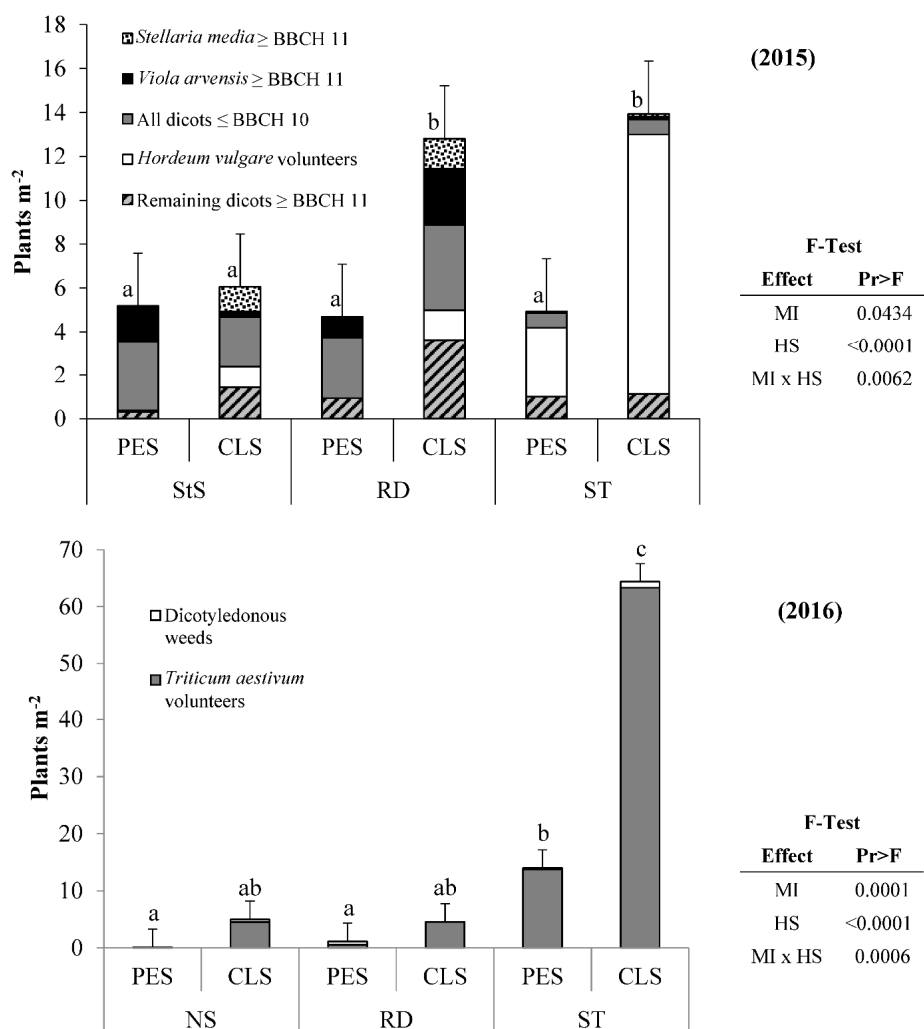 18
16
14
12
10
8
6
4
2
0
Plants m-2
Stellaria media ≥ BBCH 11
Viola arvensis ≥ BBCH 11
All dicots ≤ BBCH 10
Hordeum vulgare volunteers
Remaining dicots ≥ BBCH 11
a
a
a
b
a
b
PES
CLS
PES
CLS
PES
CLS
StS
RD
ST
(2015)
F-Test
Effect Pr>F
MI 0.0434
HS <0.0001
MI x HS 0.0062
70
60
50
40
30
20
10
0
Plants m-2
Dicotyledonous
weeds
Triticum aestivum
volunteers
a
ab
a
ab
b
c
PES
CLS
PES
CLS
PES
CLS
NS
RD
ST
(2016)
F-Test
Effect Pr>F
MI 0.0001
HS <0.0001
MI x HS 0.0006